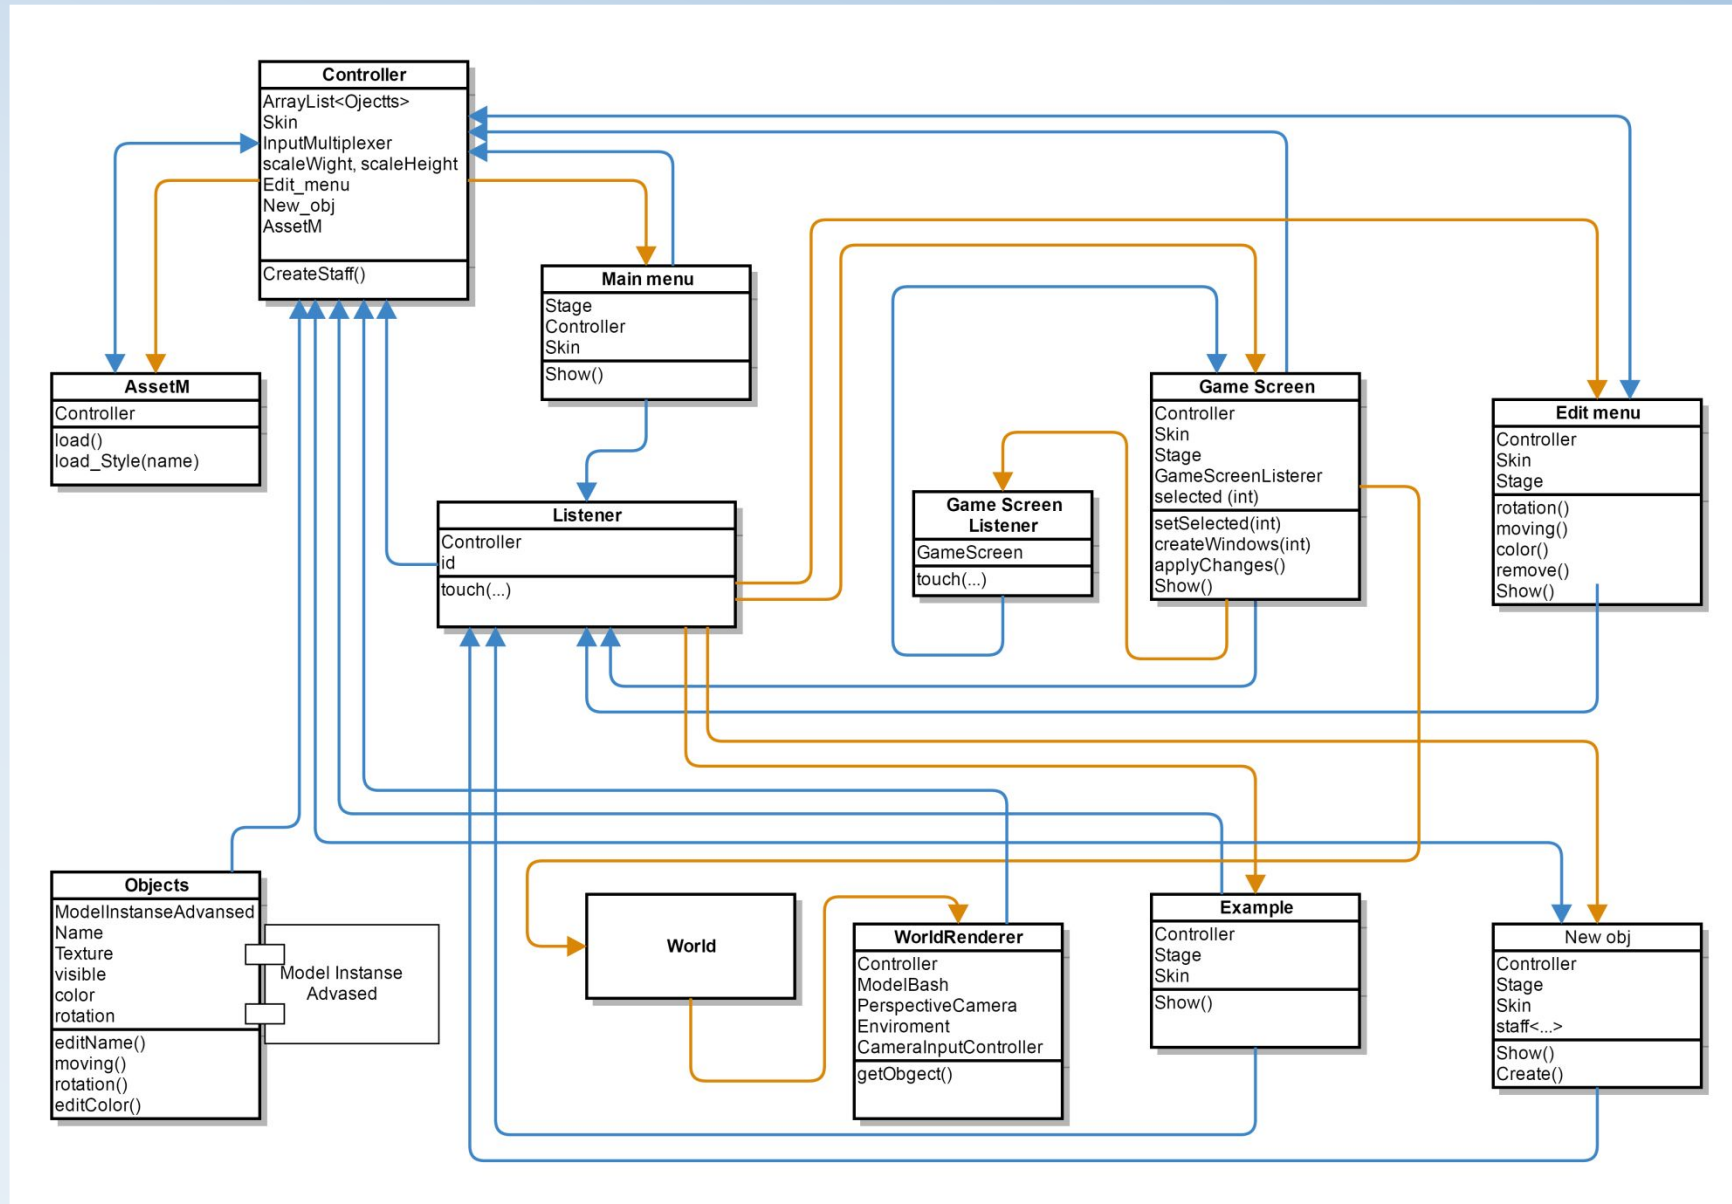 Controller
ArrayList<Ojectts>
Skin
InputMultiplexer
scaleWight, scaleHeight
Edit_menu
New_obj
AssetM
CreateStaff()
Main menu
Stage
Controller
Skin
Show()
AssetM
Controller
load()
load_Style(name)
Game Screen
Controller
Skin
Stage
GameScreenListerer
selected (int)
setSelected(int)
createWindows(int)
applyChanges()
Show()
Edit menu
Controller
Skin
Stage
rotation()
moving()
color()
remove()
Show()
Game Screen
Listener
GameScreen
touch(...)
Listener
Controller
id
touch(...)
Objects
ModelInstanseAdvansed
Name
Texture
visible
color
rotation
editName()
moving()
rotation()
editColor()
Model Instanse
Advased
World
WorldRenderer
Controller
ModelBash
PerspectiveCamera
Enviroment
CameraInputController
getObgect()
Example
Controller
Stage
Skin
Show()
New obj
Controller
Stage
Skin
staff<...>
Show()
Create()